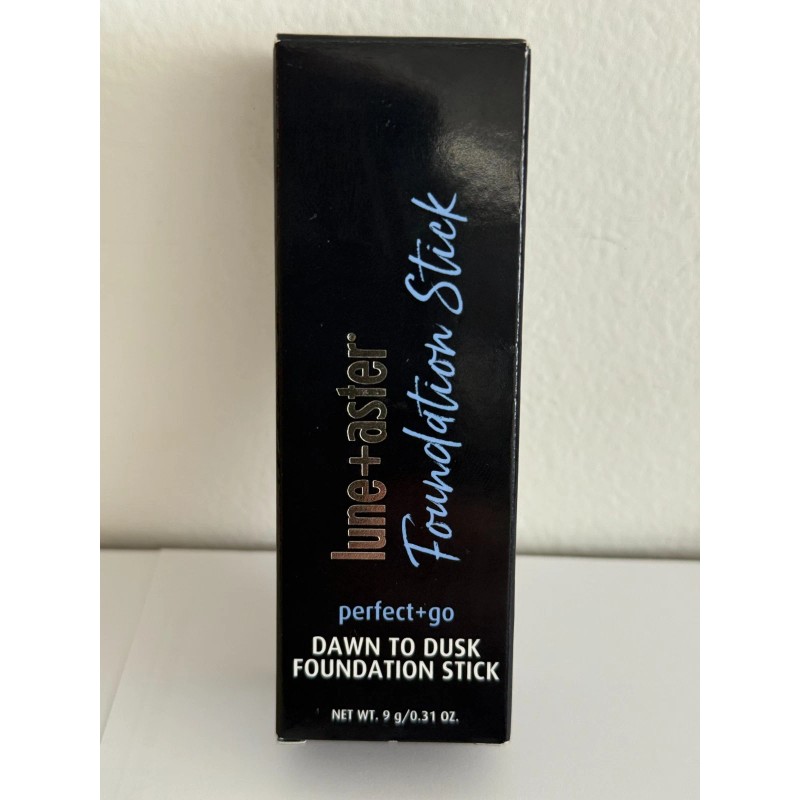 lune+aster®
Foundation Stick
perfect+go
DAWN TO DUSK
FOUNDATION STICK
NET WT. 9 g/0.31 OZ.